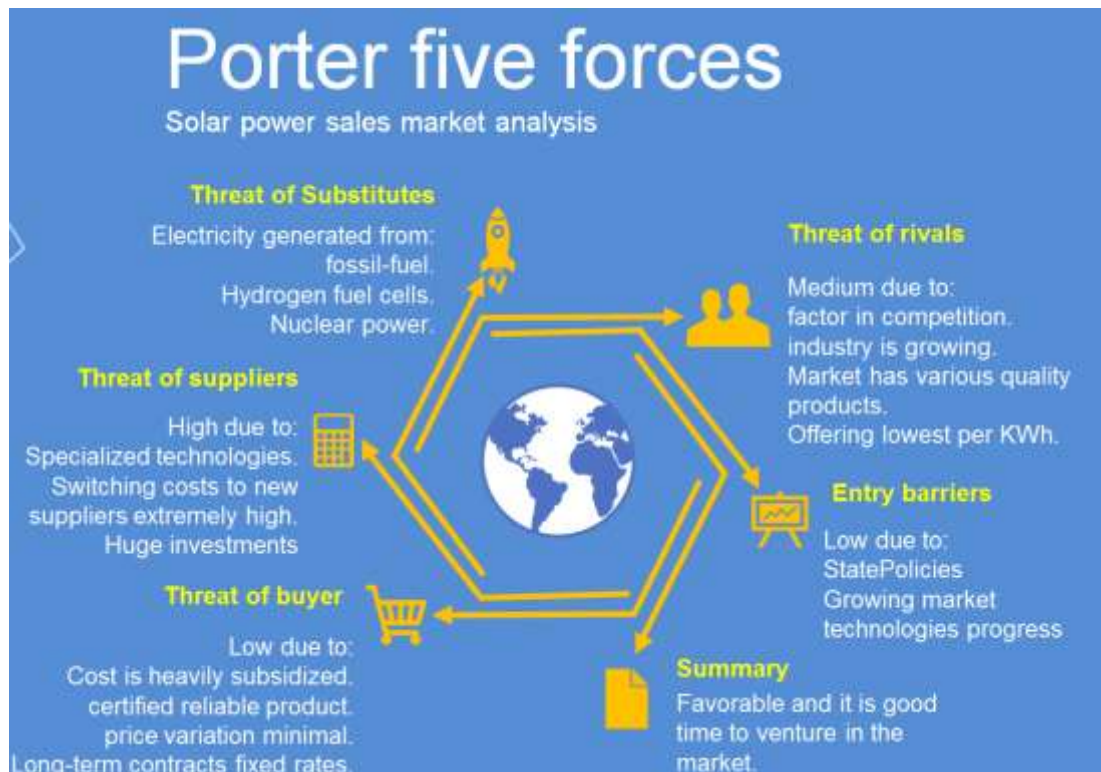 Porter five forces
Solar power sales market analysis
Threat of Substitutes
Electricity generated from:
fossil-fuel.
Hydrogen fuel cells.
Nuclear power.
Threat of rivals
Medium due to:
factor in competition.
industry is growing.
Market has various quality
products.
Offering lowest per KWh.
Threat of suppliers
High due to:
Specialized technologies.
Switching costs to new
suppliers extremely high.
Huge investments
Entry barriers
Low due to:
StatePolicies
Growing market
technologies progress
Threat of buyer
Low due to:
Cost is heavily subsidized.
certified reliable product.
price variation minimal.
Long-term contracts fixed rates.
Summary
Favorable and it is good
time to venture in the
market.